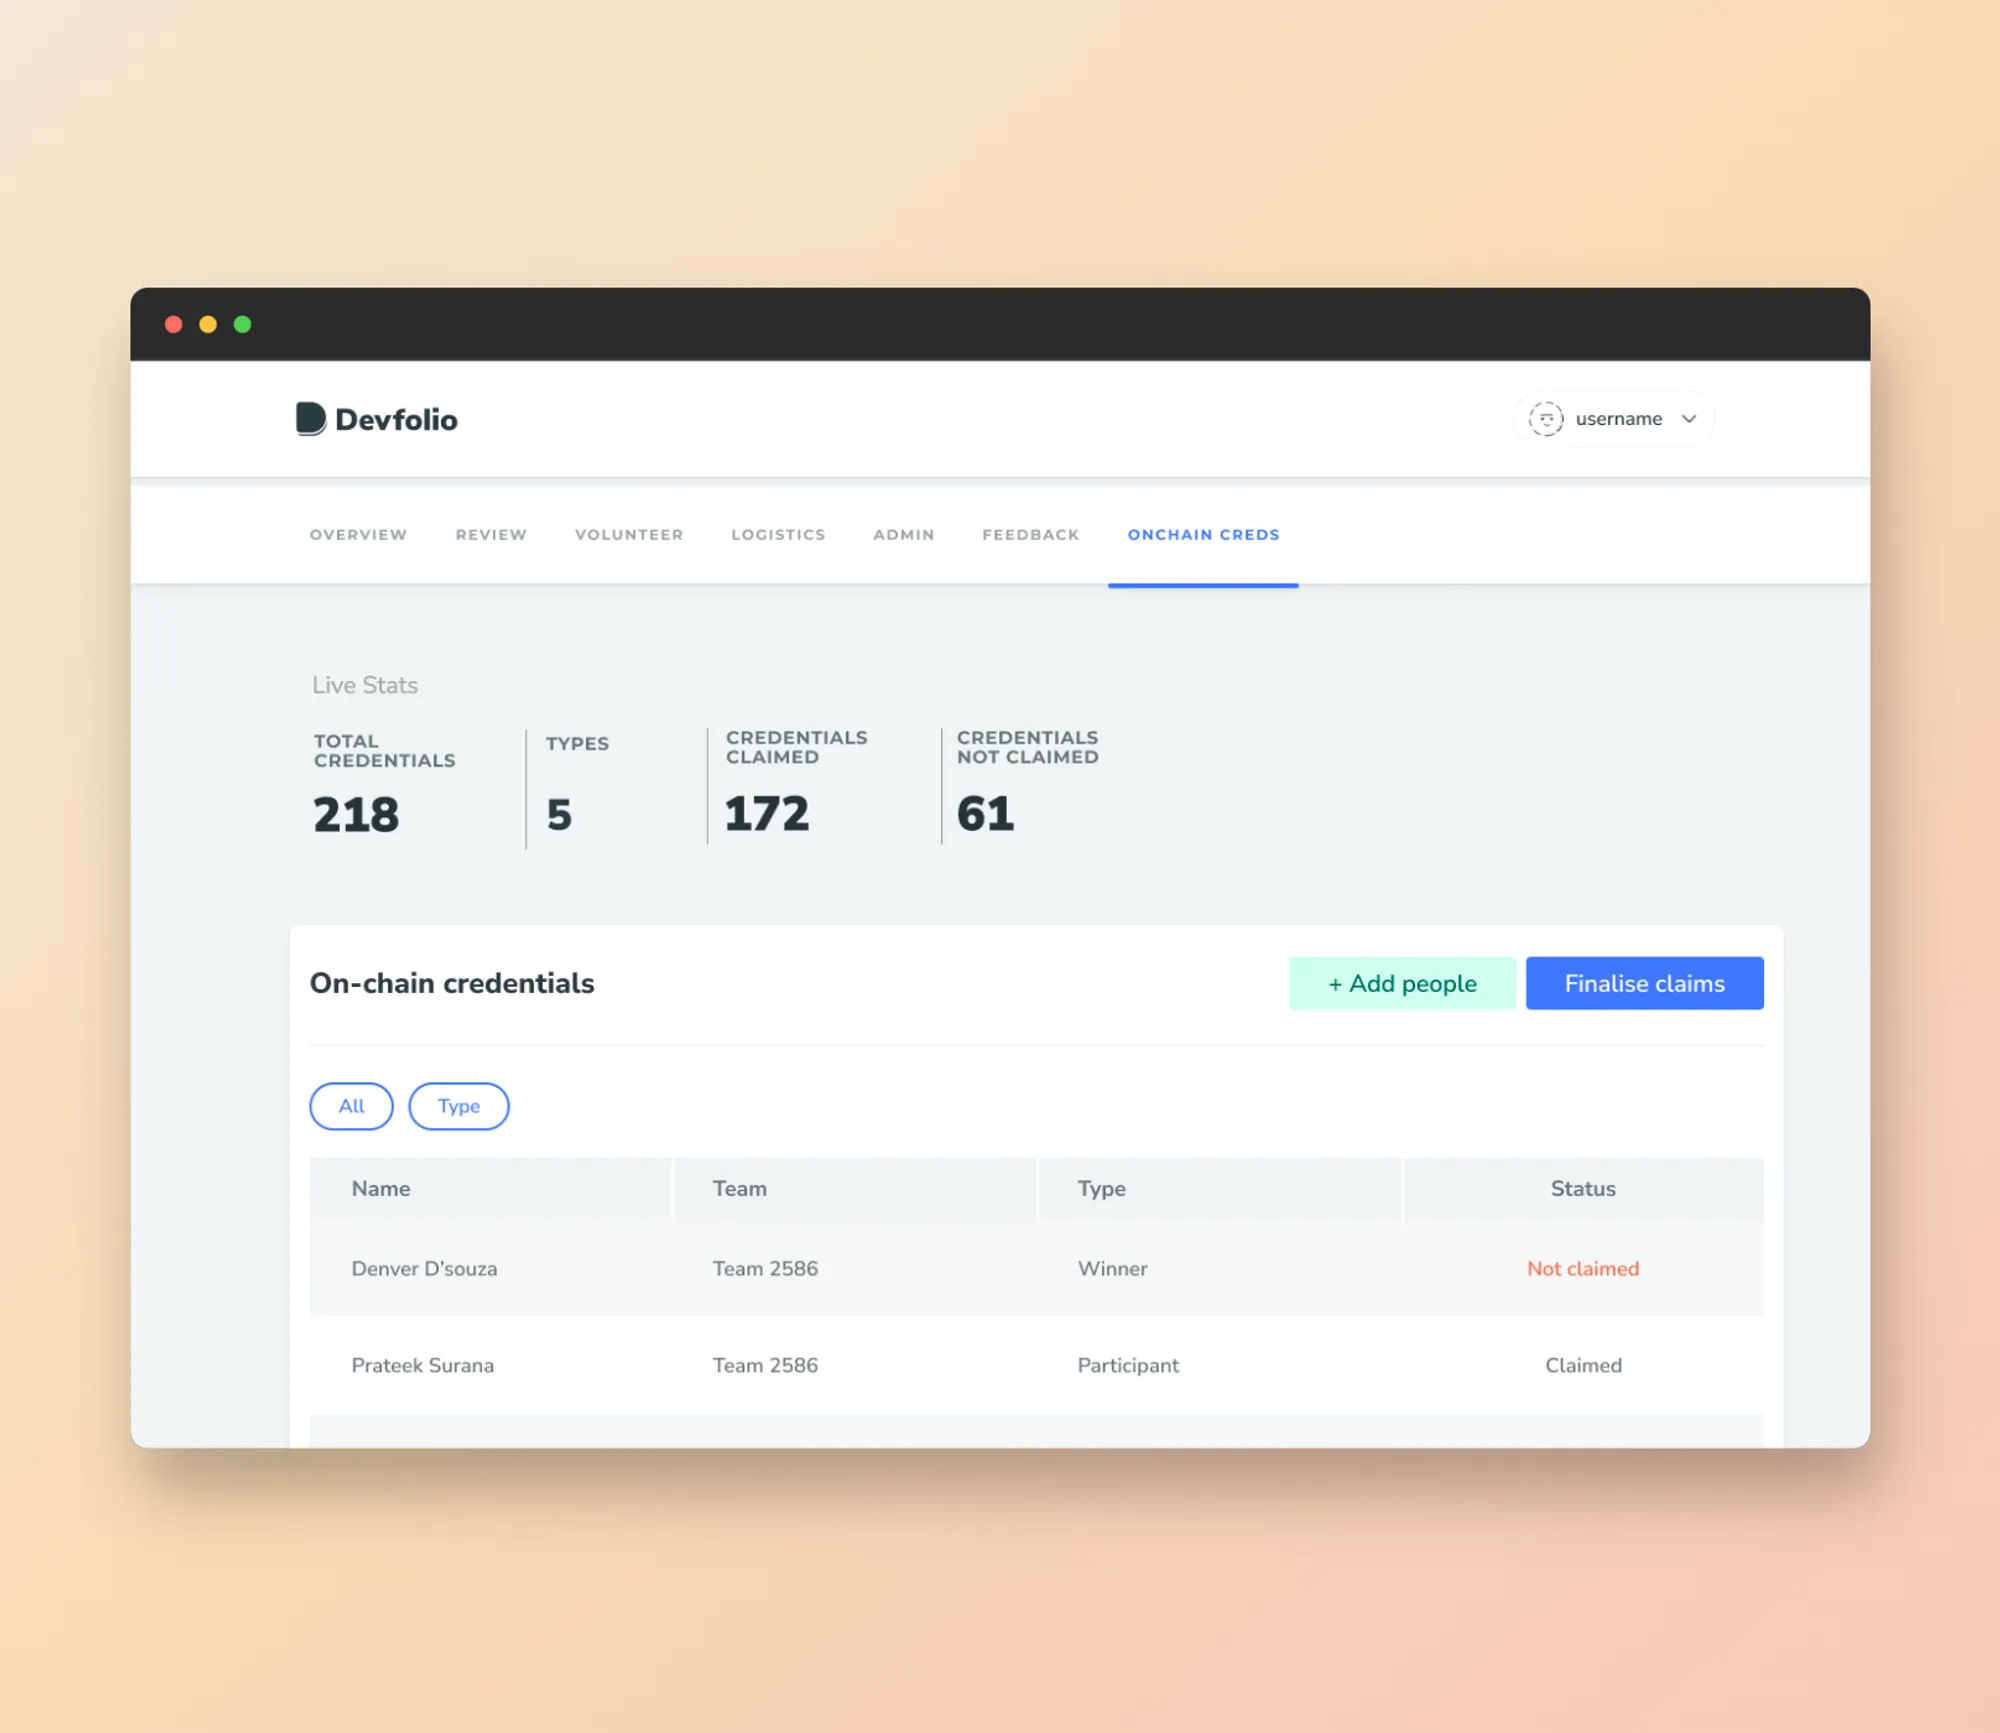 Devfolio
username
OVERVIEW REVIEW VOLUNTEER LOGISTICS ADMIN FEEDBACK ONCHAIN CREDS
Live Stats
TOTAL
CREDENTIALS
218
TYPES
5
CREDENTIALS
CLAIMED
172
CREDENTIALS
NOT CLAIMED
61
On-chain credentials
+ Add people
Finalise claims
All
Type
Name Team Type Status
Denver D'souza Team 2586 Winner Not claimed
Prateek Surana Team 2586 Participant Claimed